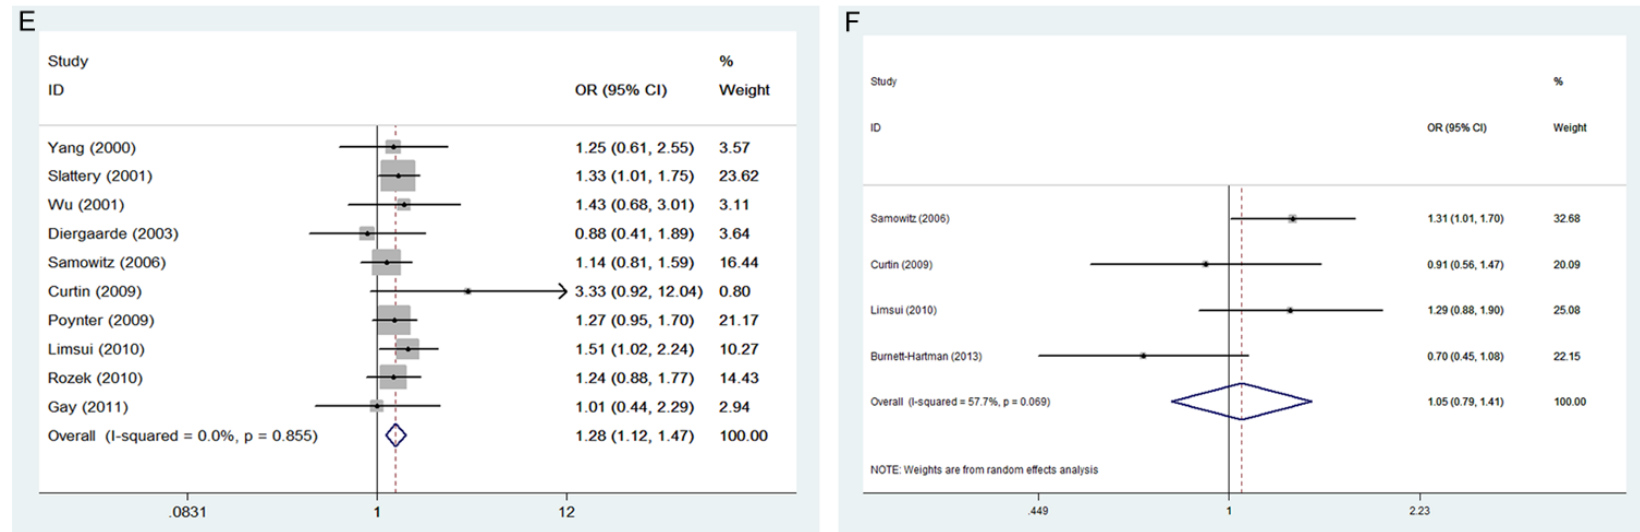 E
Study %
ID OR (95% CI) Weight
Yang (2000) 1.25 (0.61, 2.55) 3.57
Slattery (2001) 1.33 (1.01, 1.75) 23.62
Wu (2001) 1.43 (0.68, 3.01) 3.11
Diergaarde (2003) 0.88 (0.41, 1.89) 3.64
Samowitz (2006) 1.14 (0.81, 1.59) 16.44
Curtin (2009) 3.33 (0.92, 12.04) 0.80
Poynter (2009) 1.27 (0.95, 1.70) 21.17
Limsui (2010) 1.51 (1.02, 2.24) 10.27
Rozek (2010) 1.24 (0.88, 1.77) 14.43
Gay (2011) 1.01 (0.44, 2.29) 2.94
Overall (I-squared = 0.0%, p = 0.855) 1.28 (1.12, 1.47) 100.00
.0831 1 12
F
Study %
ID OR (95% CI) Weight
Samowitz (2006) 1.31 (1.01, 1.70) 32.68
Curtin (2009) 0.91 (0.56, 1.47) 20.09
Limsui (2010) 1.29 (0.88, 1.90) 25.08
Burnett-Hartman (2013) 0.70 (0.45, 1.08) 22.15
Overall (I-squared = 57.7%, p = 0.069) 1.05 (0.79, 1.41) 100.00
NOTE: Weights are from random effects analysis
.449 1 2.23